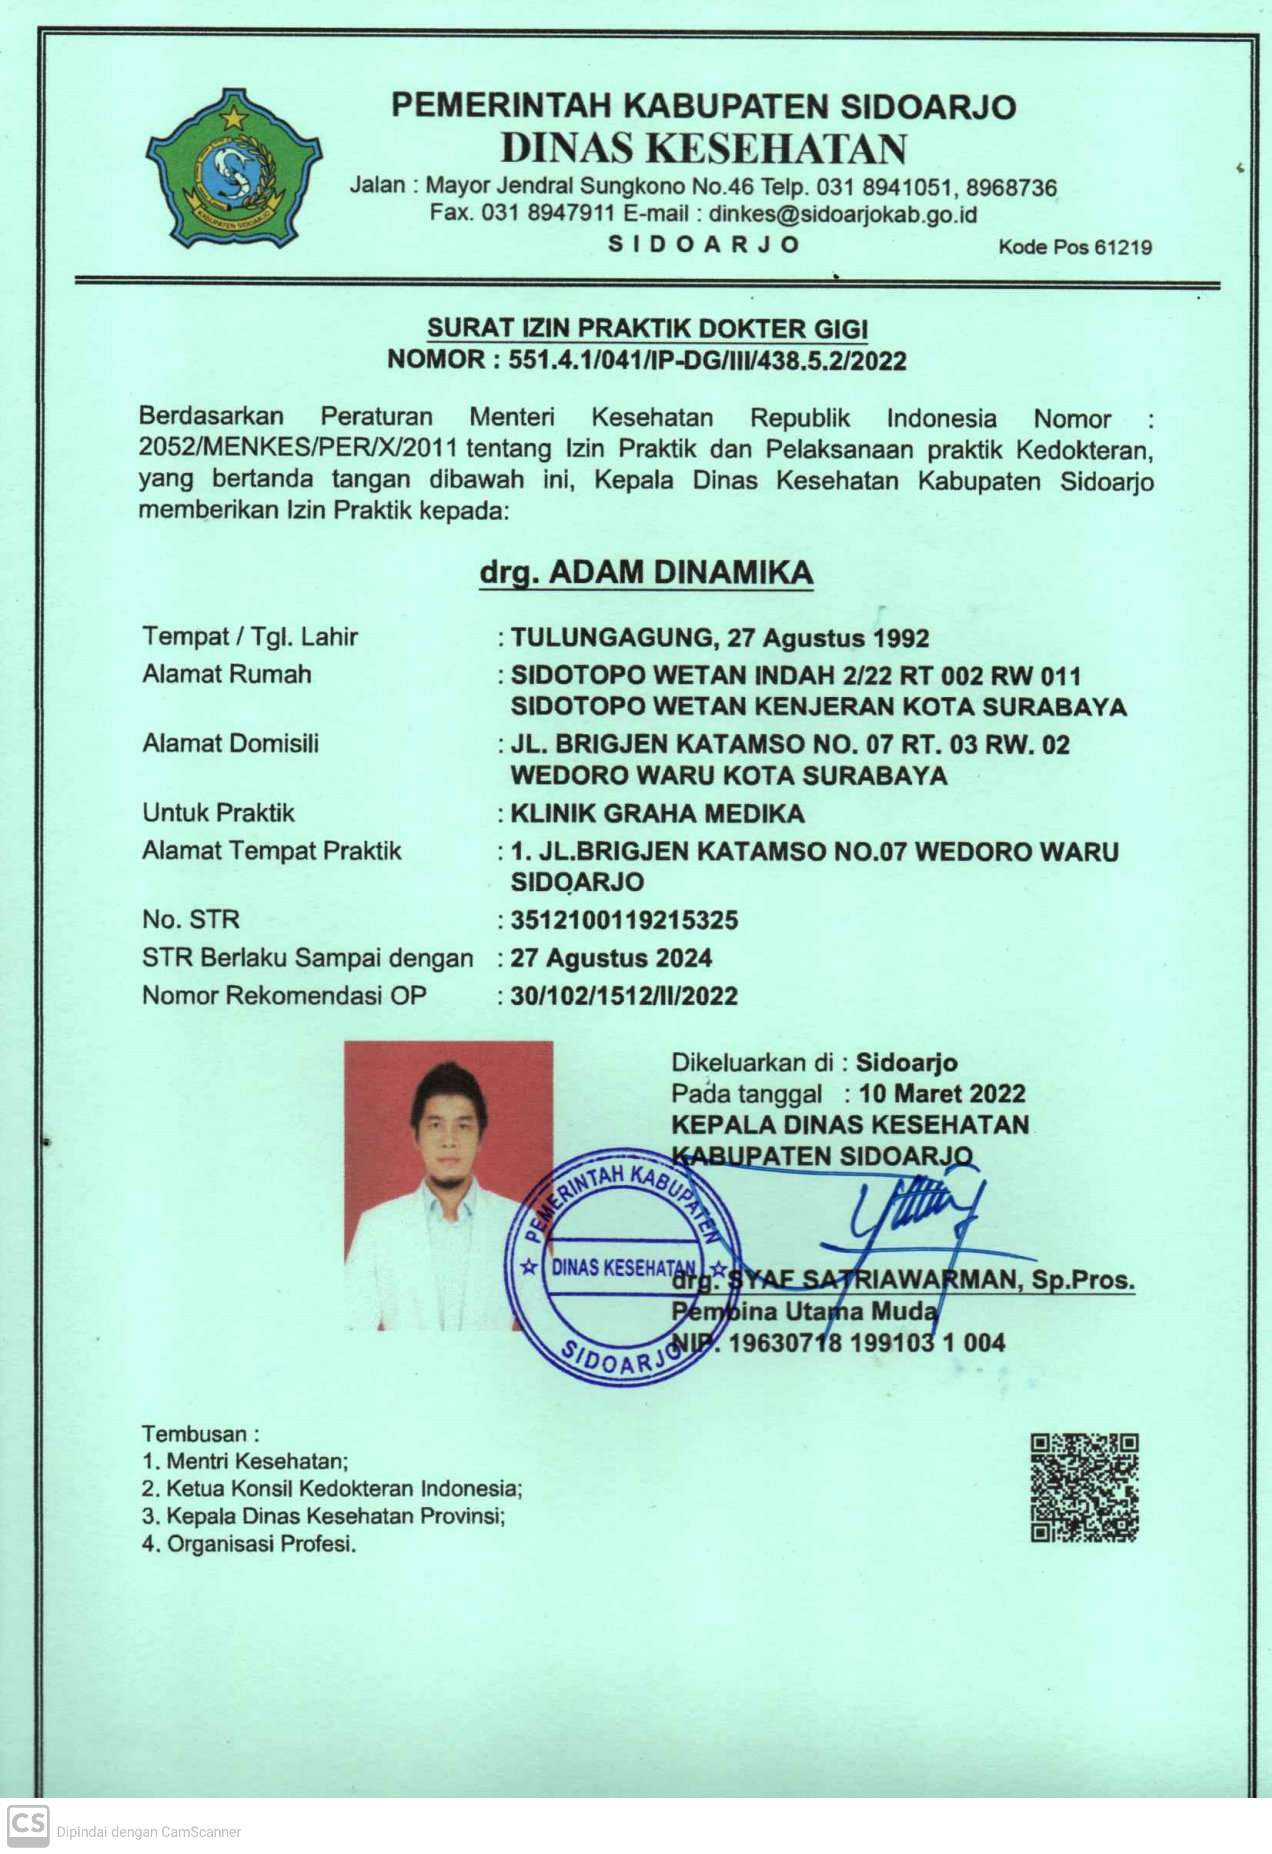 PEMERINTAH KABUPATEN SIDOARJO
DINAS KESEHATAN
Jalan : Mayor Jendral Sungkono No.46 Telp. 031 8941051, 8968736
Fax. 031 8947911 E-mail : dinkes@sidoarjokab.go.id
SIDOARJO
Kode Pos 61219
KABUPATEN SIDOARJO
SURAT IZIN PRAKTIK DOKTER GIGI
NOMOR : 551.4.1/041/IP-DG/III/438.5.2/2022
Berdasarkan Peraturan Menteri Kesehatan Republik Indonesia Nomor :
2052/MENKES/PER/X/2011 tentang Izin Praktik dan Pelaksanaan praktik Kedokteran,
yang bertanda tangan dibawah ini, Kepala Dinas Kesehatan Kabupaten Sidoarjo
memberikan Izin Praktik kepada:
drg. ADAM DINAMIKA
Tempat / Tgl. Lahir : TULUNGAGUNG, 27 Agustus 1992
Alamat Rumah : SIDOTOPO WETAN INDAH 2/22 RT 002 RW 011
SIDOTOPO WETAN KENJERAN KOTA SURABAYA
Alamat Domisili : JL. BRIGJEN KATAMSO NO. 07 RT. 03 RW. 02
WEDORO WARU KOTA SURABAYA
Untuk Praktik : KLINIK GRAHA MEDIKA
Alamat Tempat Praktik : 1. JL.BRIGJEN KATAMSO NO.07 WEDORO WARU
SIDOARJO
No. STR : 3512100119215325
STR Berlaku Sampai dengan : 27 Agustus 2024
Nomor Rekomendasi OP : 30/102/1512/II/2022
Dikeluarkan di : Sidoarjo
Pada tanggal : 10 Maret 2022
KEPALA DINAS KESEHATAN
KABUPATEN SIDOARJO
PEMERINTAH KABUPATEN
DINAS KESEHATAN
SIDOARJO
drg. SYAF SATRIAWARMAN, Sp.Pros.
Pembina Utama Muda
NIP. 19630718 199103 1 004
Tembusan :
1. Mentri Kesehatan;
2. Ketua Konsil Kedokteran Indonesia;
3. Kepala Dinas Kesehatan Provinsi;
4. Organisasi Profesi.
CS
Dipindai dengan CamScanner